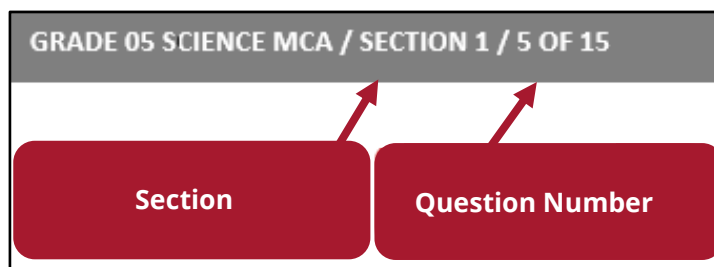 GRADE 05 SCIENCE MCA / SECTION 1 / 5 OF 15
Section
Question Number